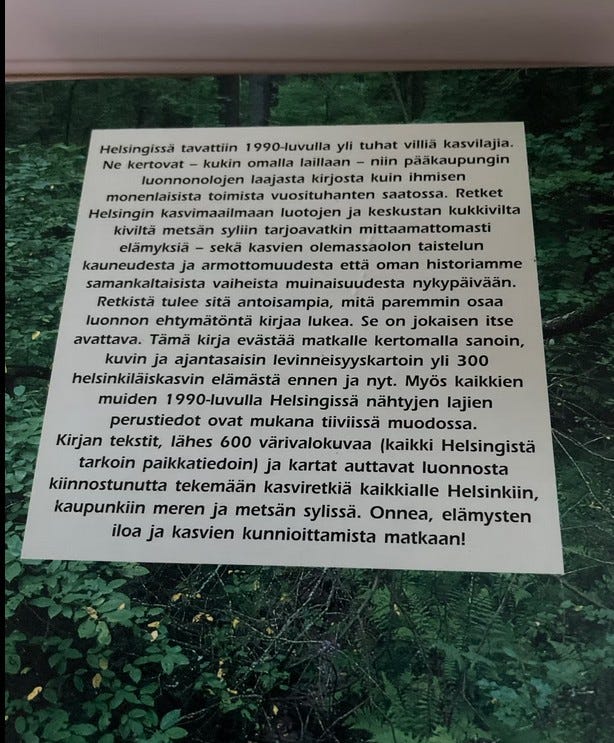 Helsingissä tavattiin 1990-luvulla yli tuhat villiä kasvilajia.
Ne kertovat – kukin omalla laillaan – niin pääkaupungin
luonnonolojen laajasta kirjosta kuin ihmisen
monenlaisista toimista vuosituhanten saatossa. Retket
Helsingin kasvimaailmaan luotojen ja keskustan kukkivilta
kiviltä metsän syliin tarjoavatkin mittaamattomasti
elämyksiä – sekä kasvien olemassaolon taistelun
kauneudesta ja armottomuudesta että oman historiamme
samankaltaisista vaiheista muinaisuudesta nykypäivään.
Retkistä tulee sitä antoisampia, mitä paremmin osaa
luonnon ehtymätöntä kirjaa lukea. Se on jokaisen itse
avattava. Tämä kirja evästää matkalle kertomalla sanoin,
kuvin ja ajantasaisin levinneisyyskartoin yli 300
helsinkiläiskasvin elämästä ennen ja nyt. Myös kaikkien
muiden 1990-luvulla Helsingissä nähtyjen lajien
perustiedot ovat mukana tiiviissä muodossa.
Kirjan tekstit, lähes 600 värivalokuvaa (kaikki Helsingistä
tarkoin paikkatiedoin) ja kartat auttavat luonnosta
kiinnostunutta tekemään kasviretkiä kaikkialle Helsinkiin,
kaupunkiin meren ja metsän sylissä. Onnea, elämysten
iloa ja kasvien kunnioittamista matkaan!